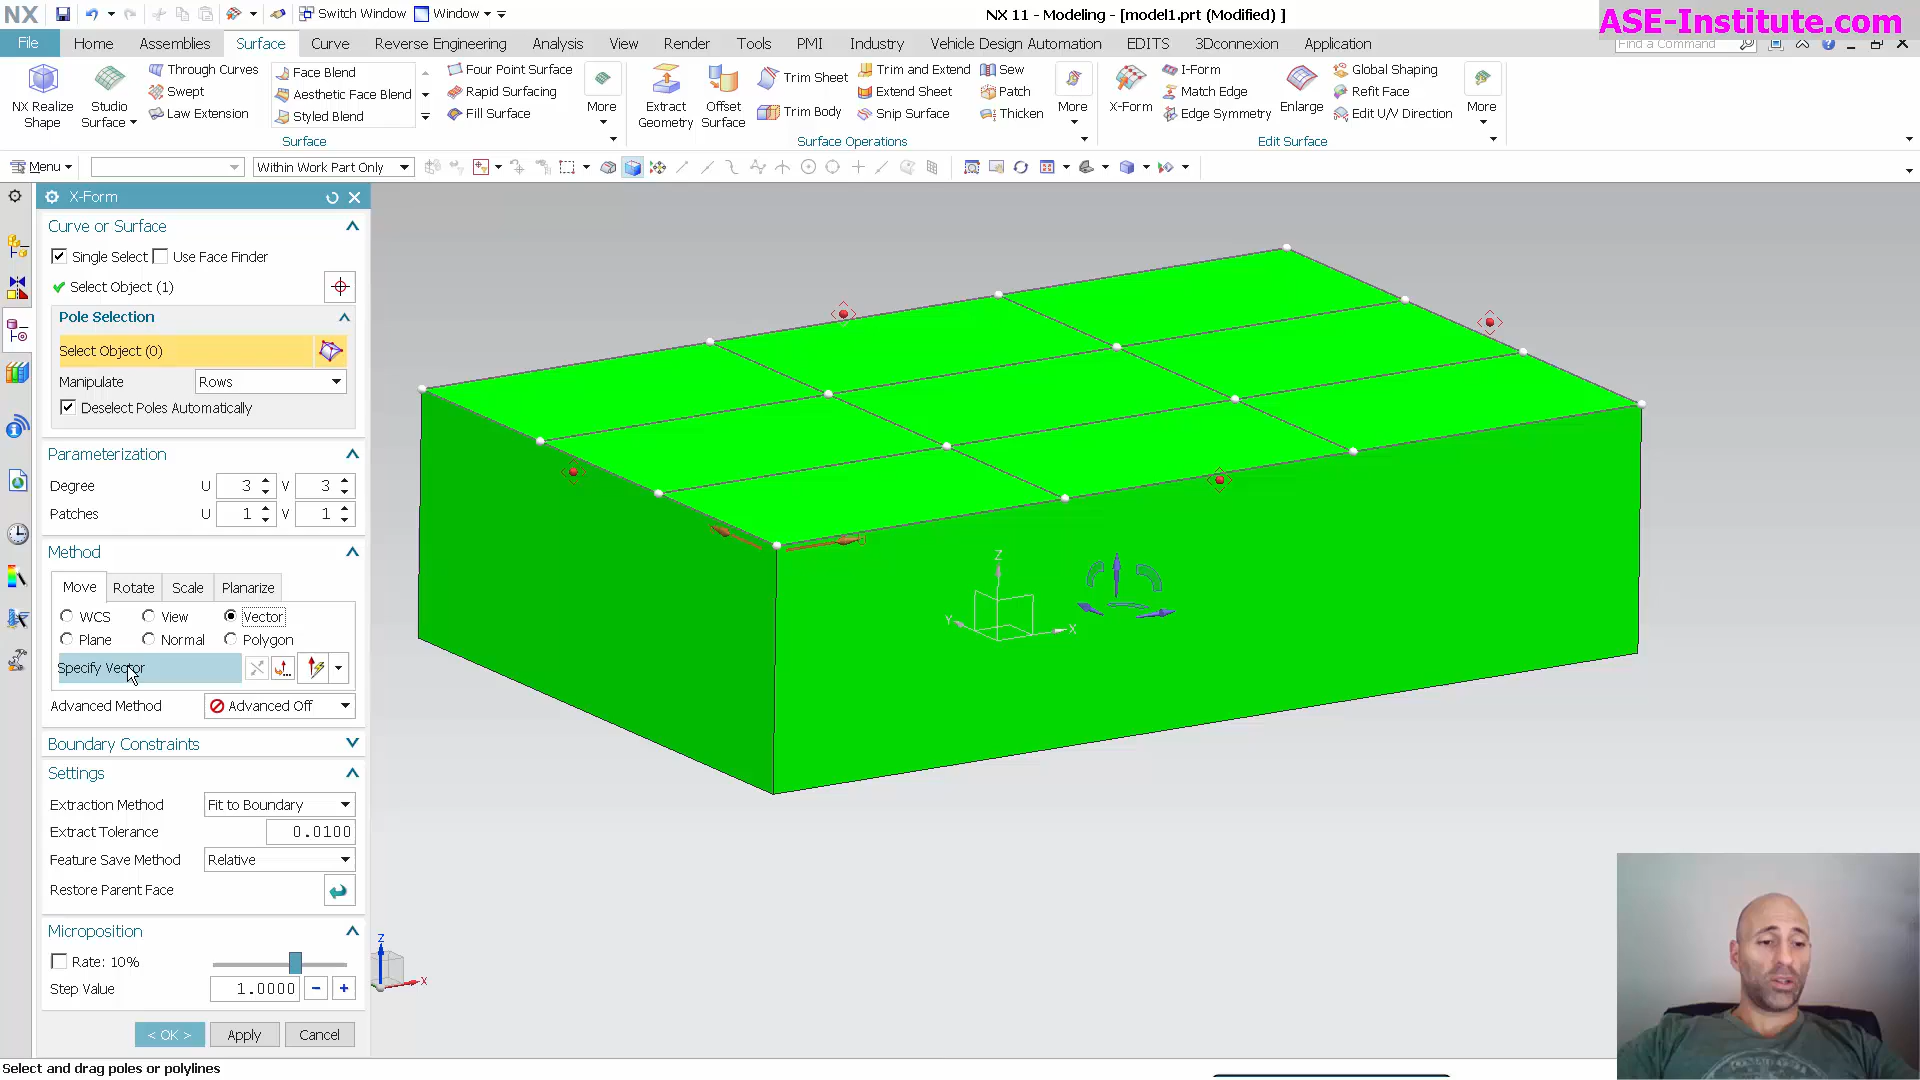 NX
Switch Window
Window
NX 11 - Modeling - [model1.prt (Modified) ]
ASE-Institute.com
File
Home
Assemblies
Surface
Curve
Reverse Engineering
Analysis
View
Render
Tools
PMI
Industry
Vehicle Design Automation
EDITS
3Dconnexion
Application
Find a Command
NX Realize
Shape
Studio
Surface
Through Curves
Swept
Law Extension
Face Blend
Aesthetic Face Blend
Styled Blend
Four Point Surface
Rapid Surfacing
Fill Surface
More
Surface
Extract
Geometry
Offset
Surface
Trim Sheet
Trim Body
Trim and Extend
Extend Sheet
Snip Surface
Sew
Patch
Thicken
More
Surface Operations
X-Form
I-Form
Match Edge
Edge Symmetry
Enlarge
Global Shaping
Refit Face
Edit U/V Direction
More
Edit Surface
Menu
Within Work Part Only
X-Form
Curve or Surface
Single Select
Use Face Finder
Select Object (1)
Pole Selection
Select Object (0)
Manipulate
Rows
Deselect Poles Automatically
Parameterization
Degree U 3 V 3
Patches U 1 V 1
Method
Move
Rotate
Scale
Planarize
WCS
View
Vector
Plane
Normal
Polygon
Specify Vector
Advanced Method
Advanced Off
Boundary Constraints
Settings
Extraction Method
Fit to Boundary
Extract Tolerance
0.0100
Feature Save Method
Relative
Restore Parent Face
Microposition
Rate: 10%
Step Value
1.0000
< OK >
Apply
Cancel
Z
Y
X
Z
X
Select and drag poles or polylines